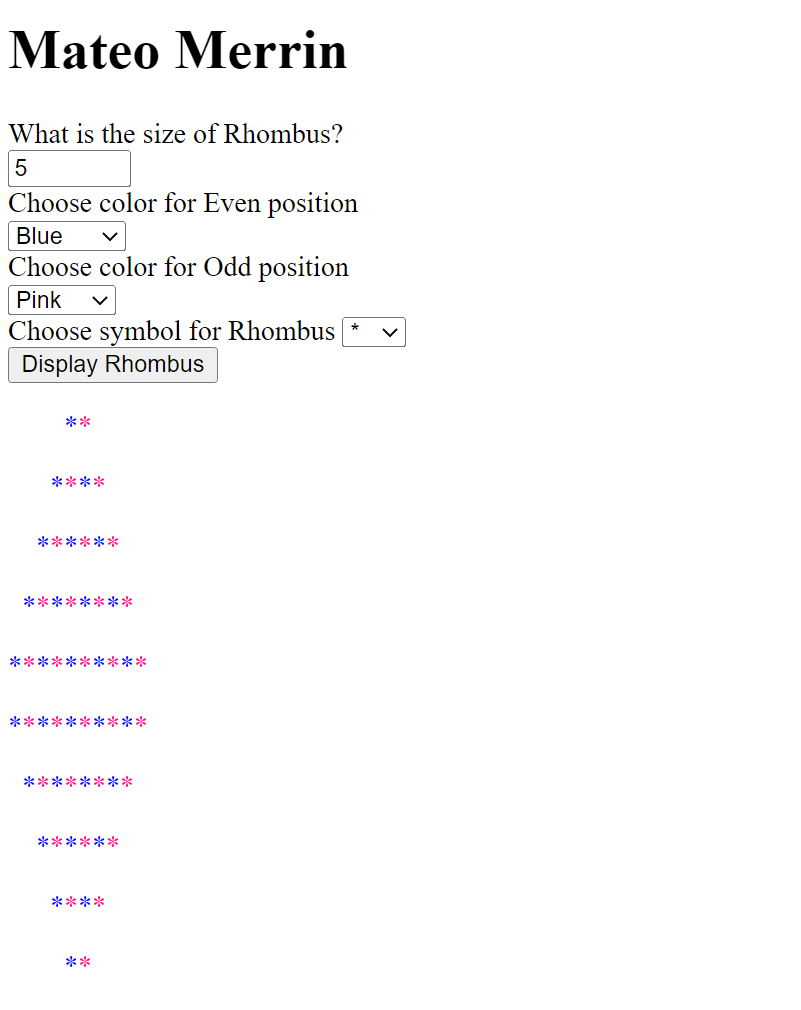 Mateo Merrin
What is the size of Rhombus?
5
Choose color for Even position
Blue
Choose color for Odd position
Pink
Choose symbol for Rhombus *
Display Rhombus
**
****
******
********
**********
**********
********
******
****
**